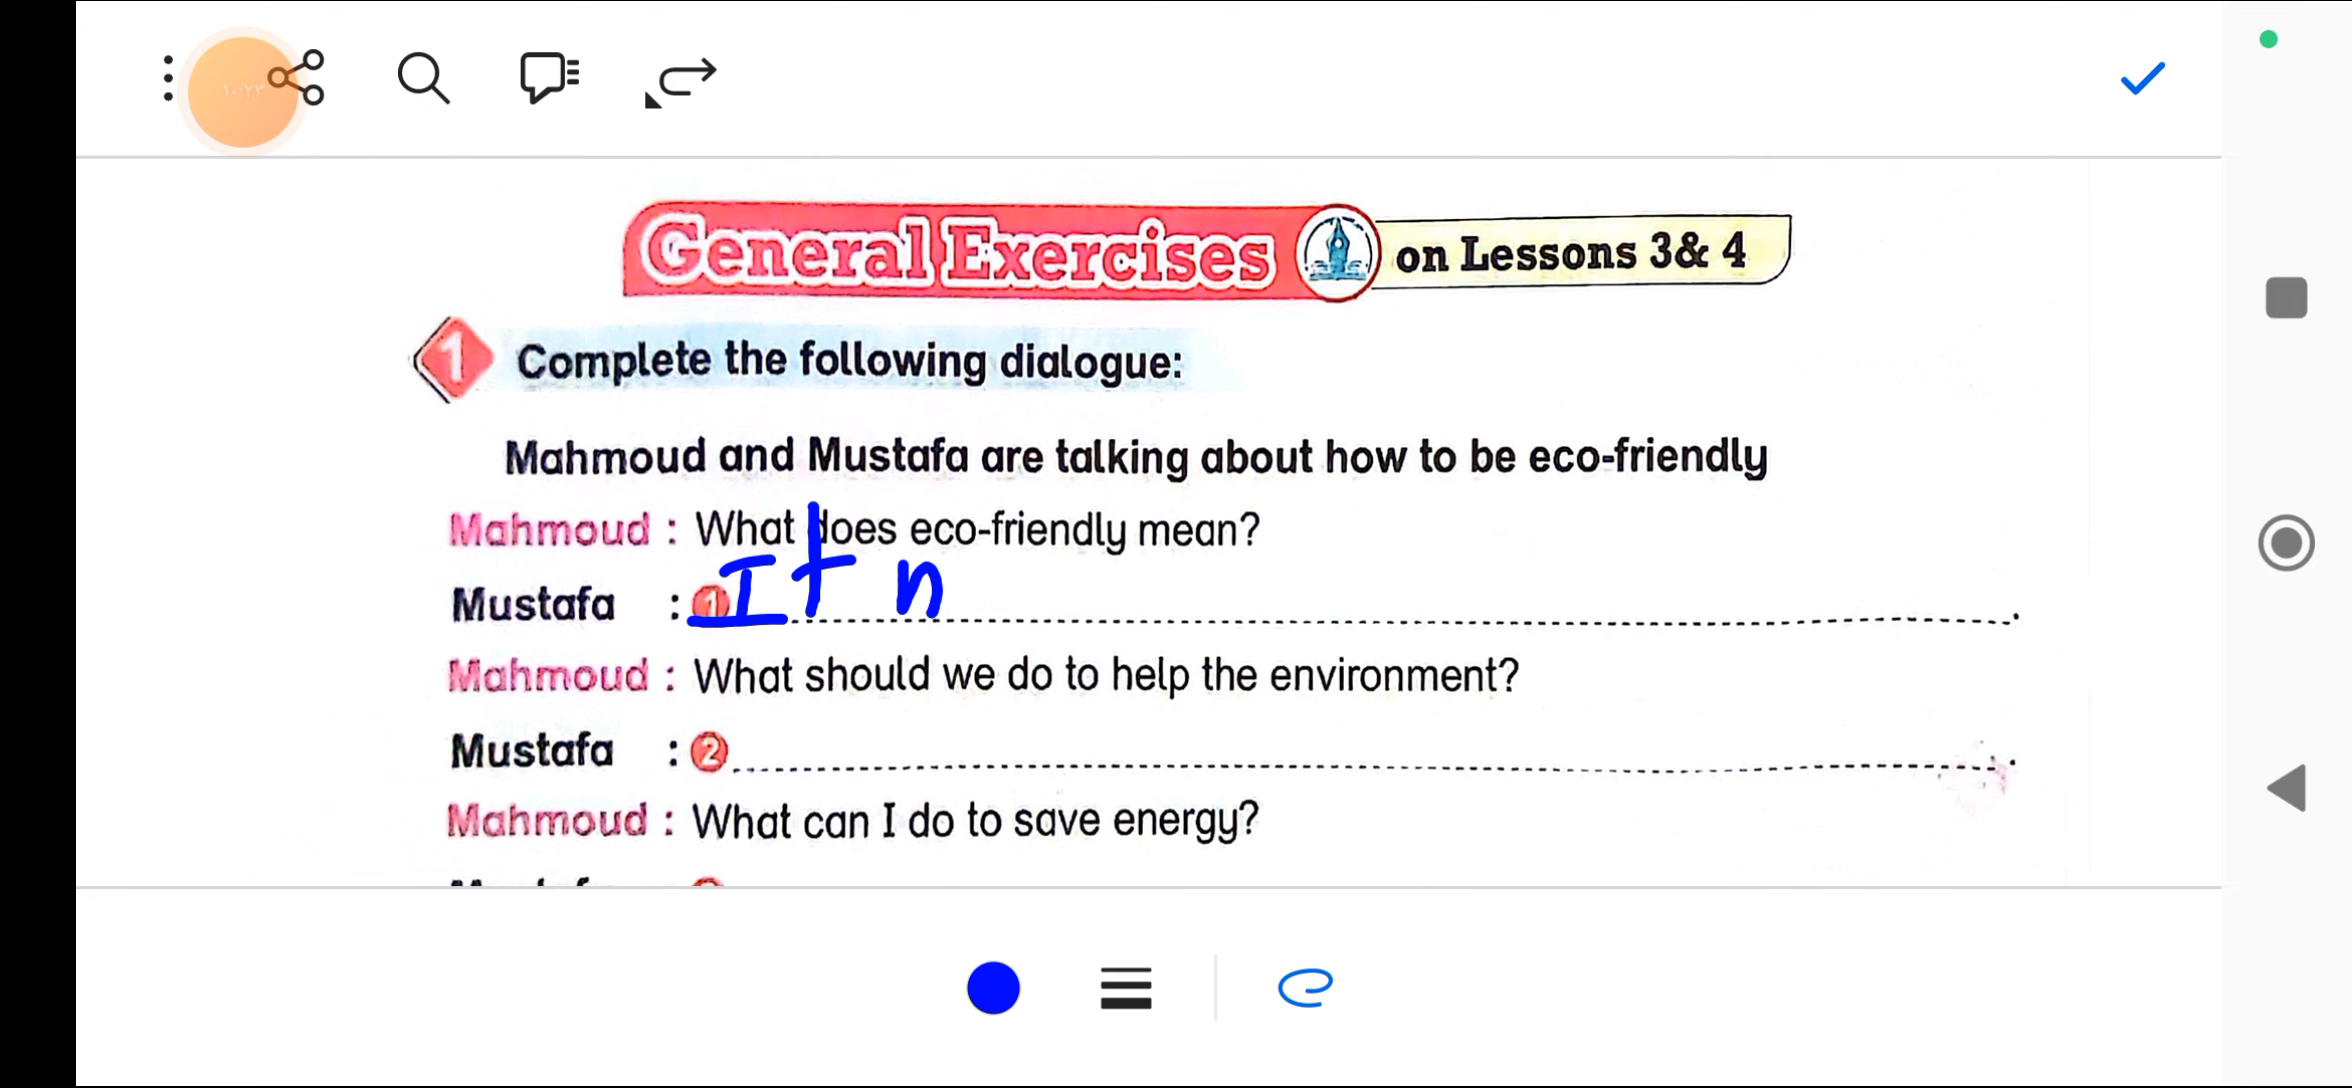 ١٠:٢٣
General Exercises on Lessons 3& 4
1 Complete the following dialogue:
Mahmoud and Mustafa are talking about how to be eco-friendly
Mahmoud : What does eco-friendly mean?
Mustafa : 1 It n
Mahmoud : What should we do to help the environment?
Mustafa : 2
Mahmoud : What can I do to save energy?